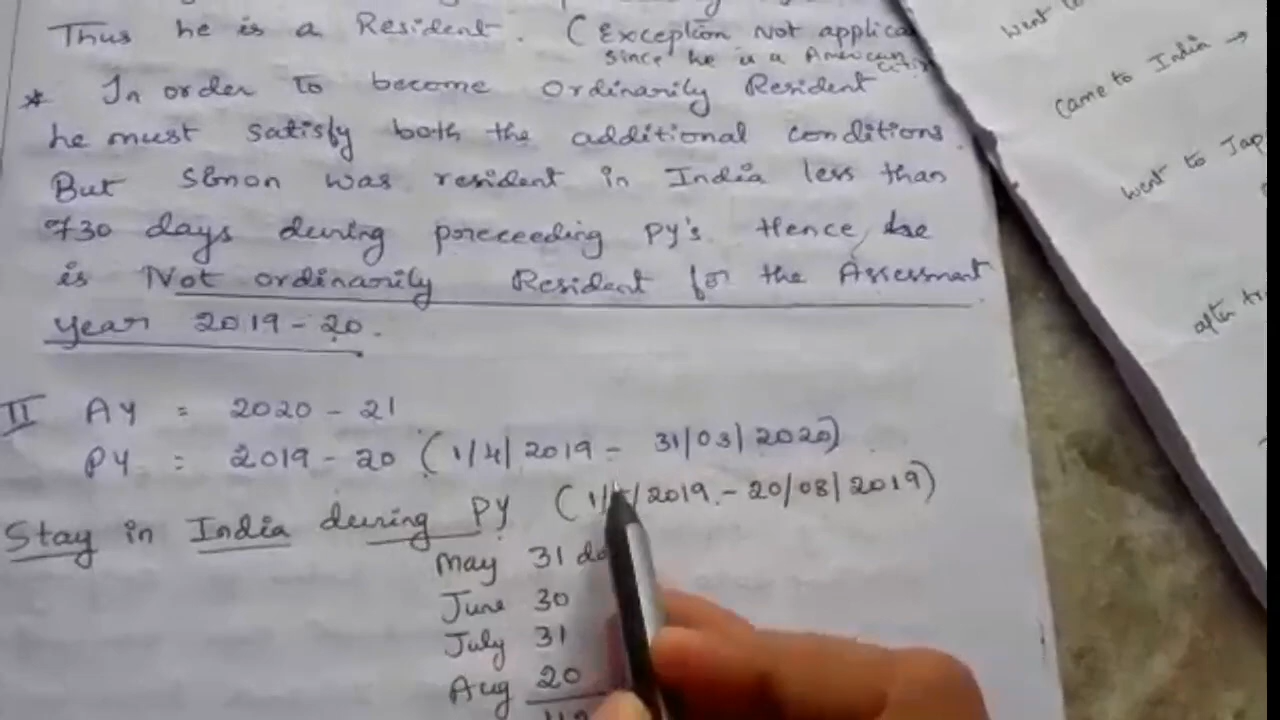 Thus he is a Resident. (Exception Not applica
since he is a American
* In order to become Ordinarily Resident
he must satisfy both the additional conditions.
But Simon was resident in India less than
730 days during preceeding PY's. Hence, he
is Not ordinarily Resident for the Assessment
year 2019-20.
II AY = 2020-21
PY = 2019-20 (1/4/2019 - 31/03/2020)
Stay in India during PY (1/5/2019 - 20/08/2019)
May 31
June 30
July 31
Aug 20
went to
came to India →
went to Jap
after